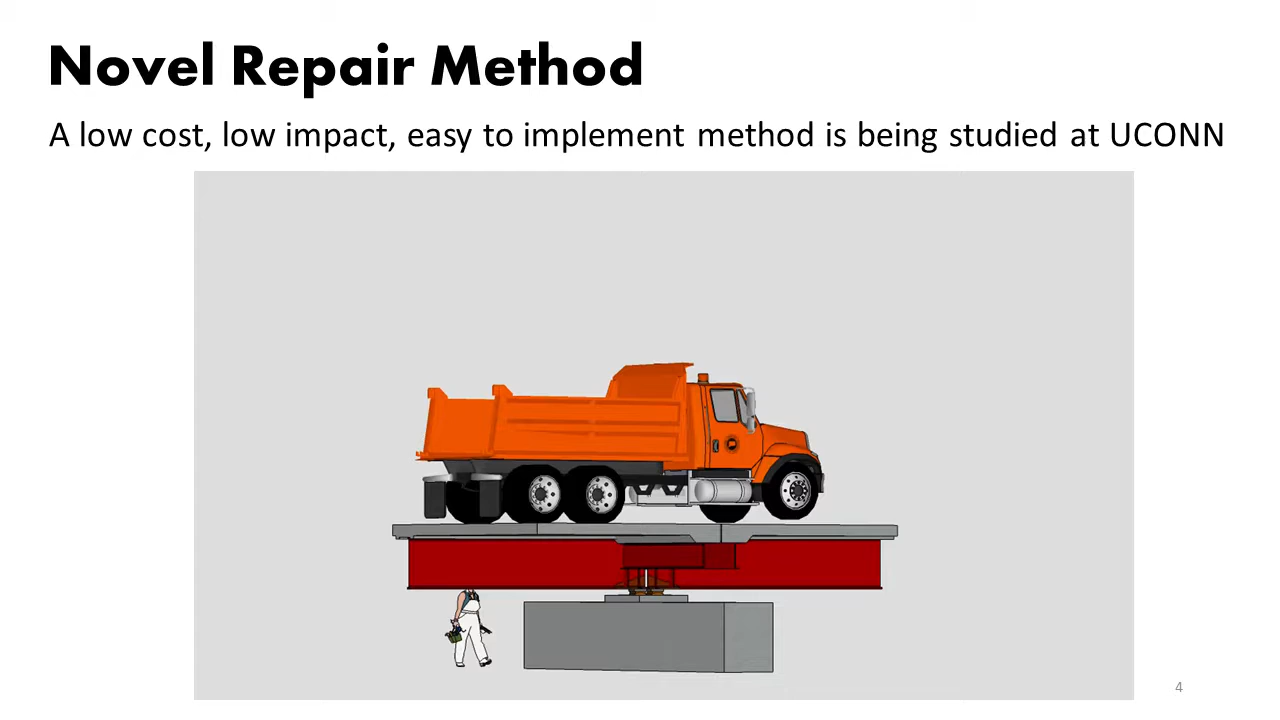 Novel Repair Method
A low cost, low impact, easy to implement method is being studied at UCONN
4